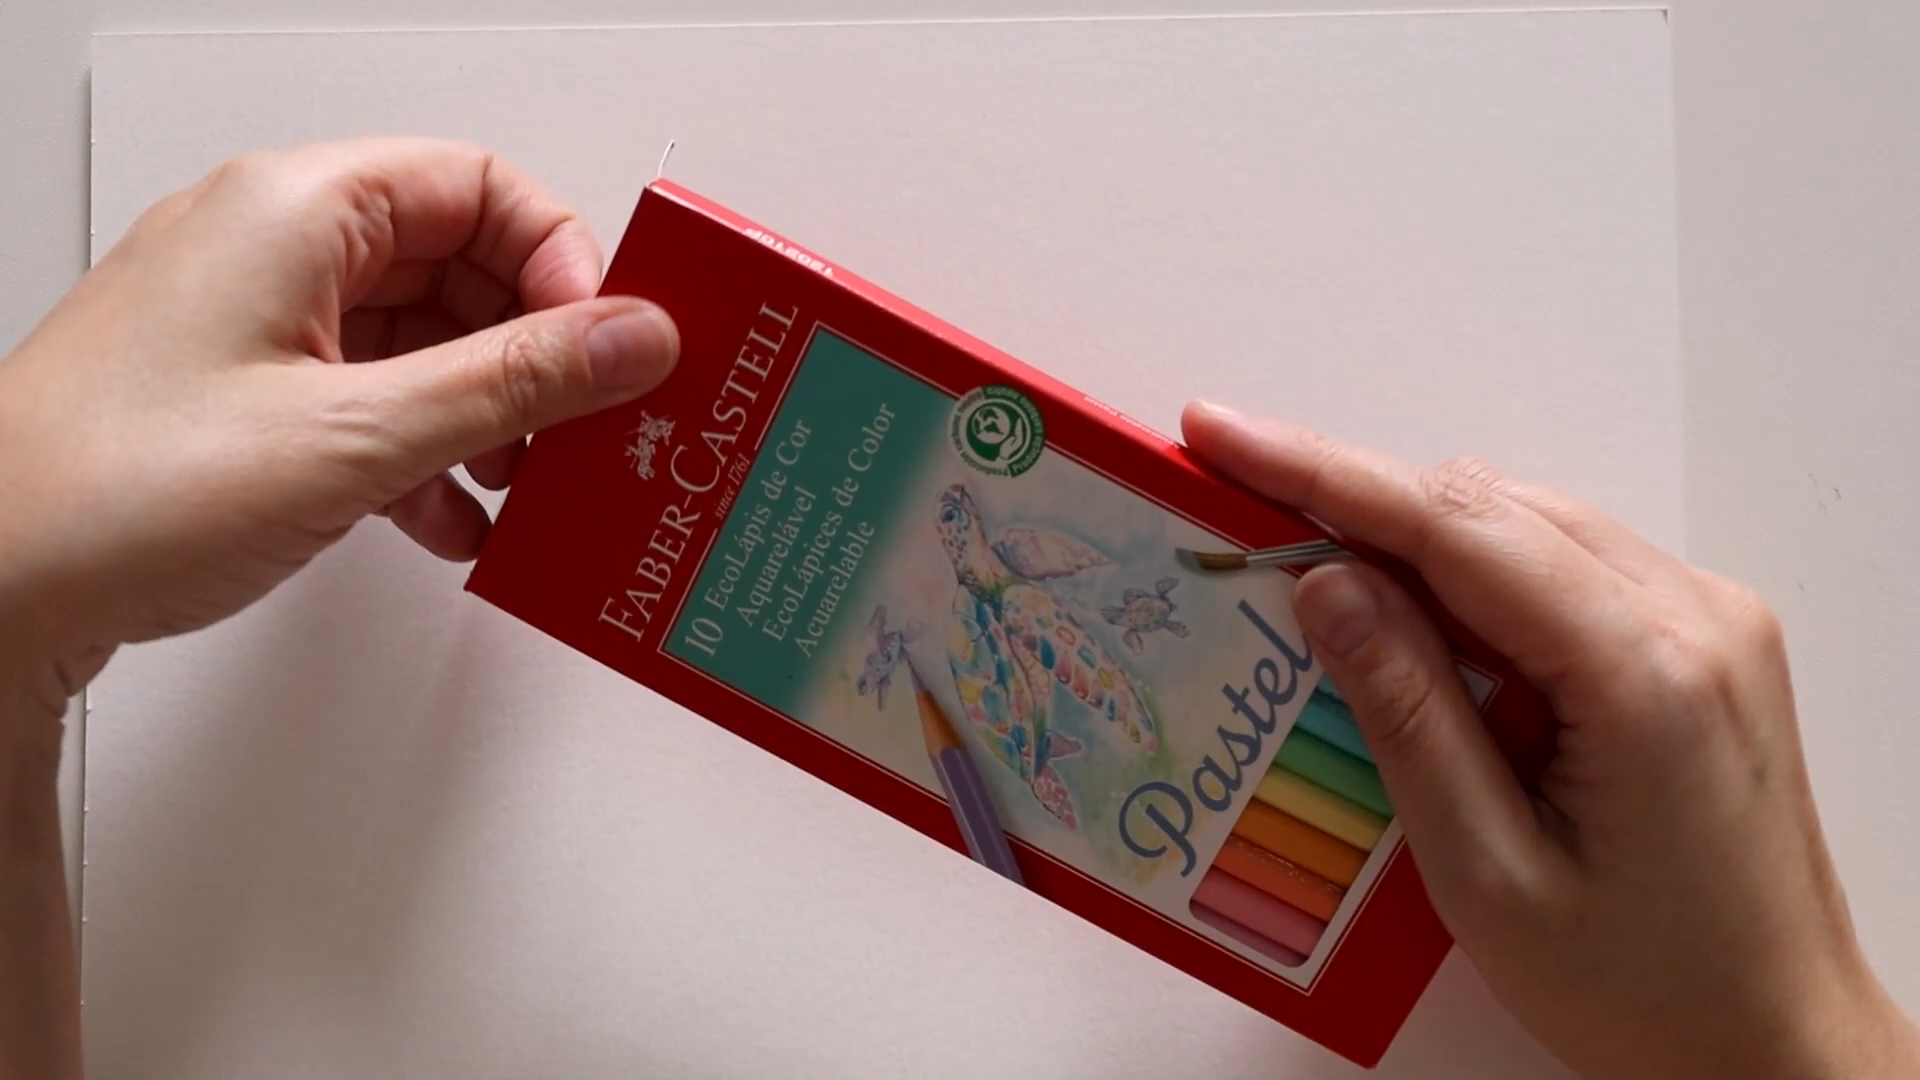 FABER-CASTELL
since 1761
10 EcoLápis de Cor
Aquarelável
EcoLápices de Color
Acuarelable
Pastel